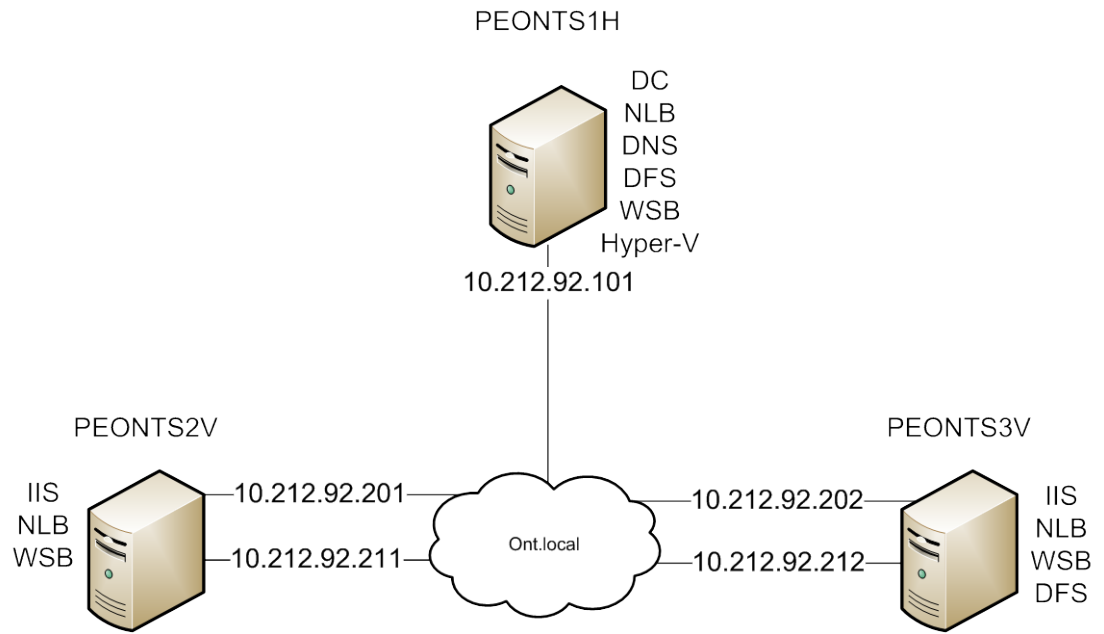 PEONTS1H
DC
NLB
DNS
DFS
WSB
Hyper-V
10.212.92.101
PEONTS2V
IIS
NLB
WSB
10.212.92.201
10.212.92.211
Ont.local
PEONTS3V
10.212.92.202
10.212.92.212
IIS
NLB
WSB
DFS